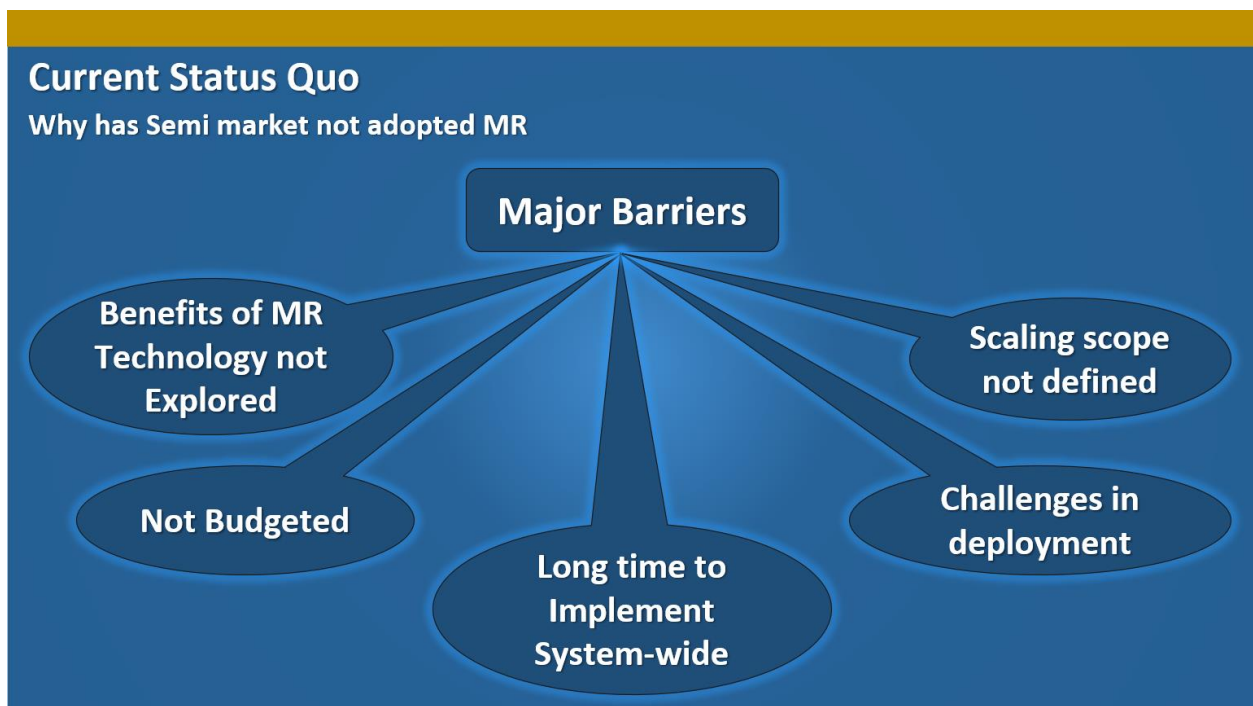 Current Status Quo
Why has Semi market not adopted MR
Major Barriers
Benefits of MR
Technology not
Explored
Not Budgeted
Long time to
Implement
System-wide
Challenges in
deployment
Scaling scope
not defined